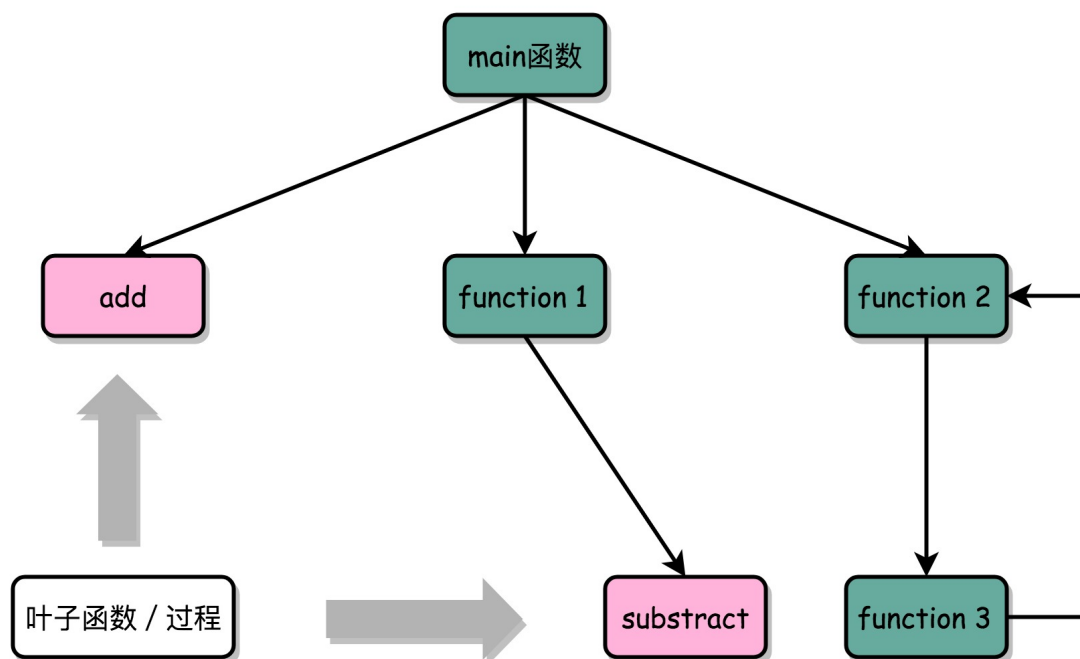 main函数
add
function 1
function 2
叶子函数 / 过程
substract
function 3